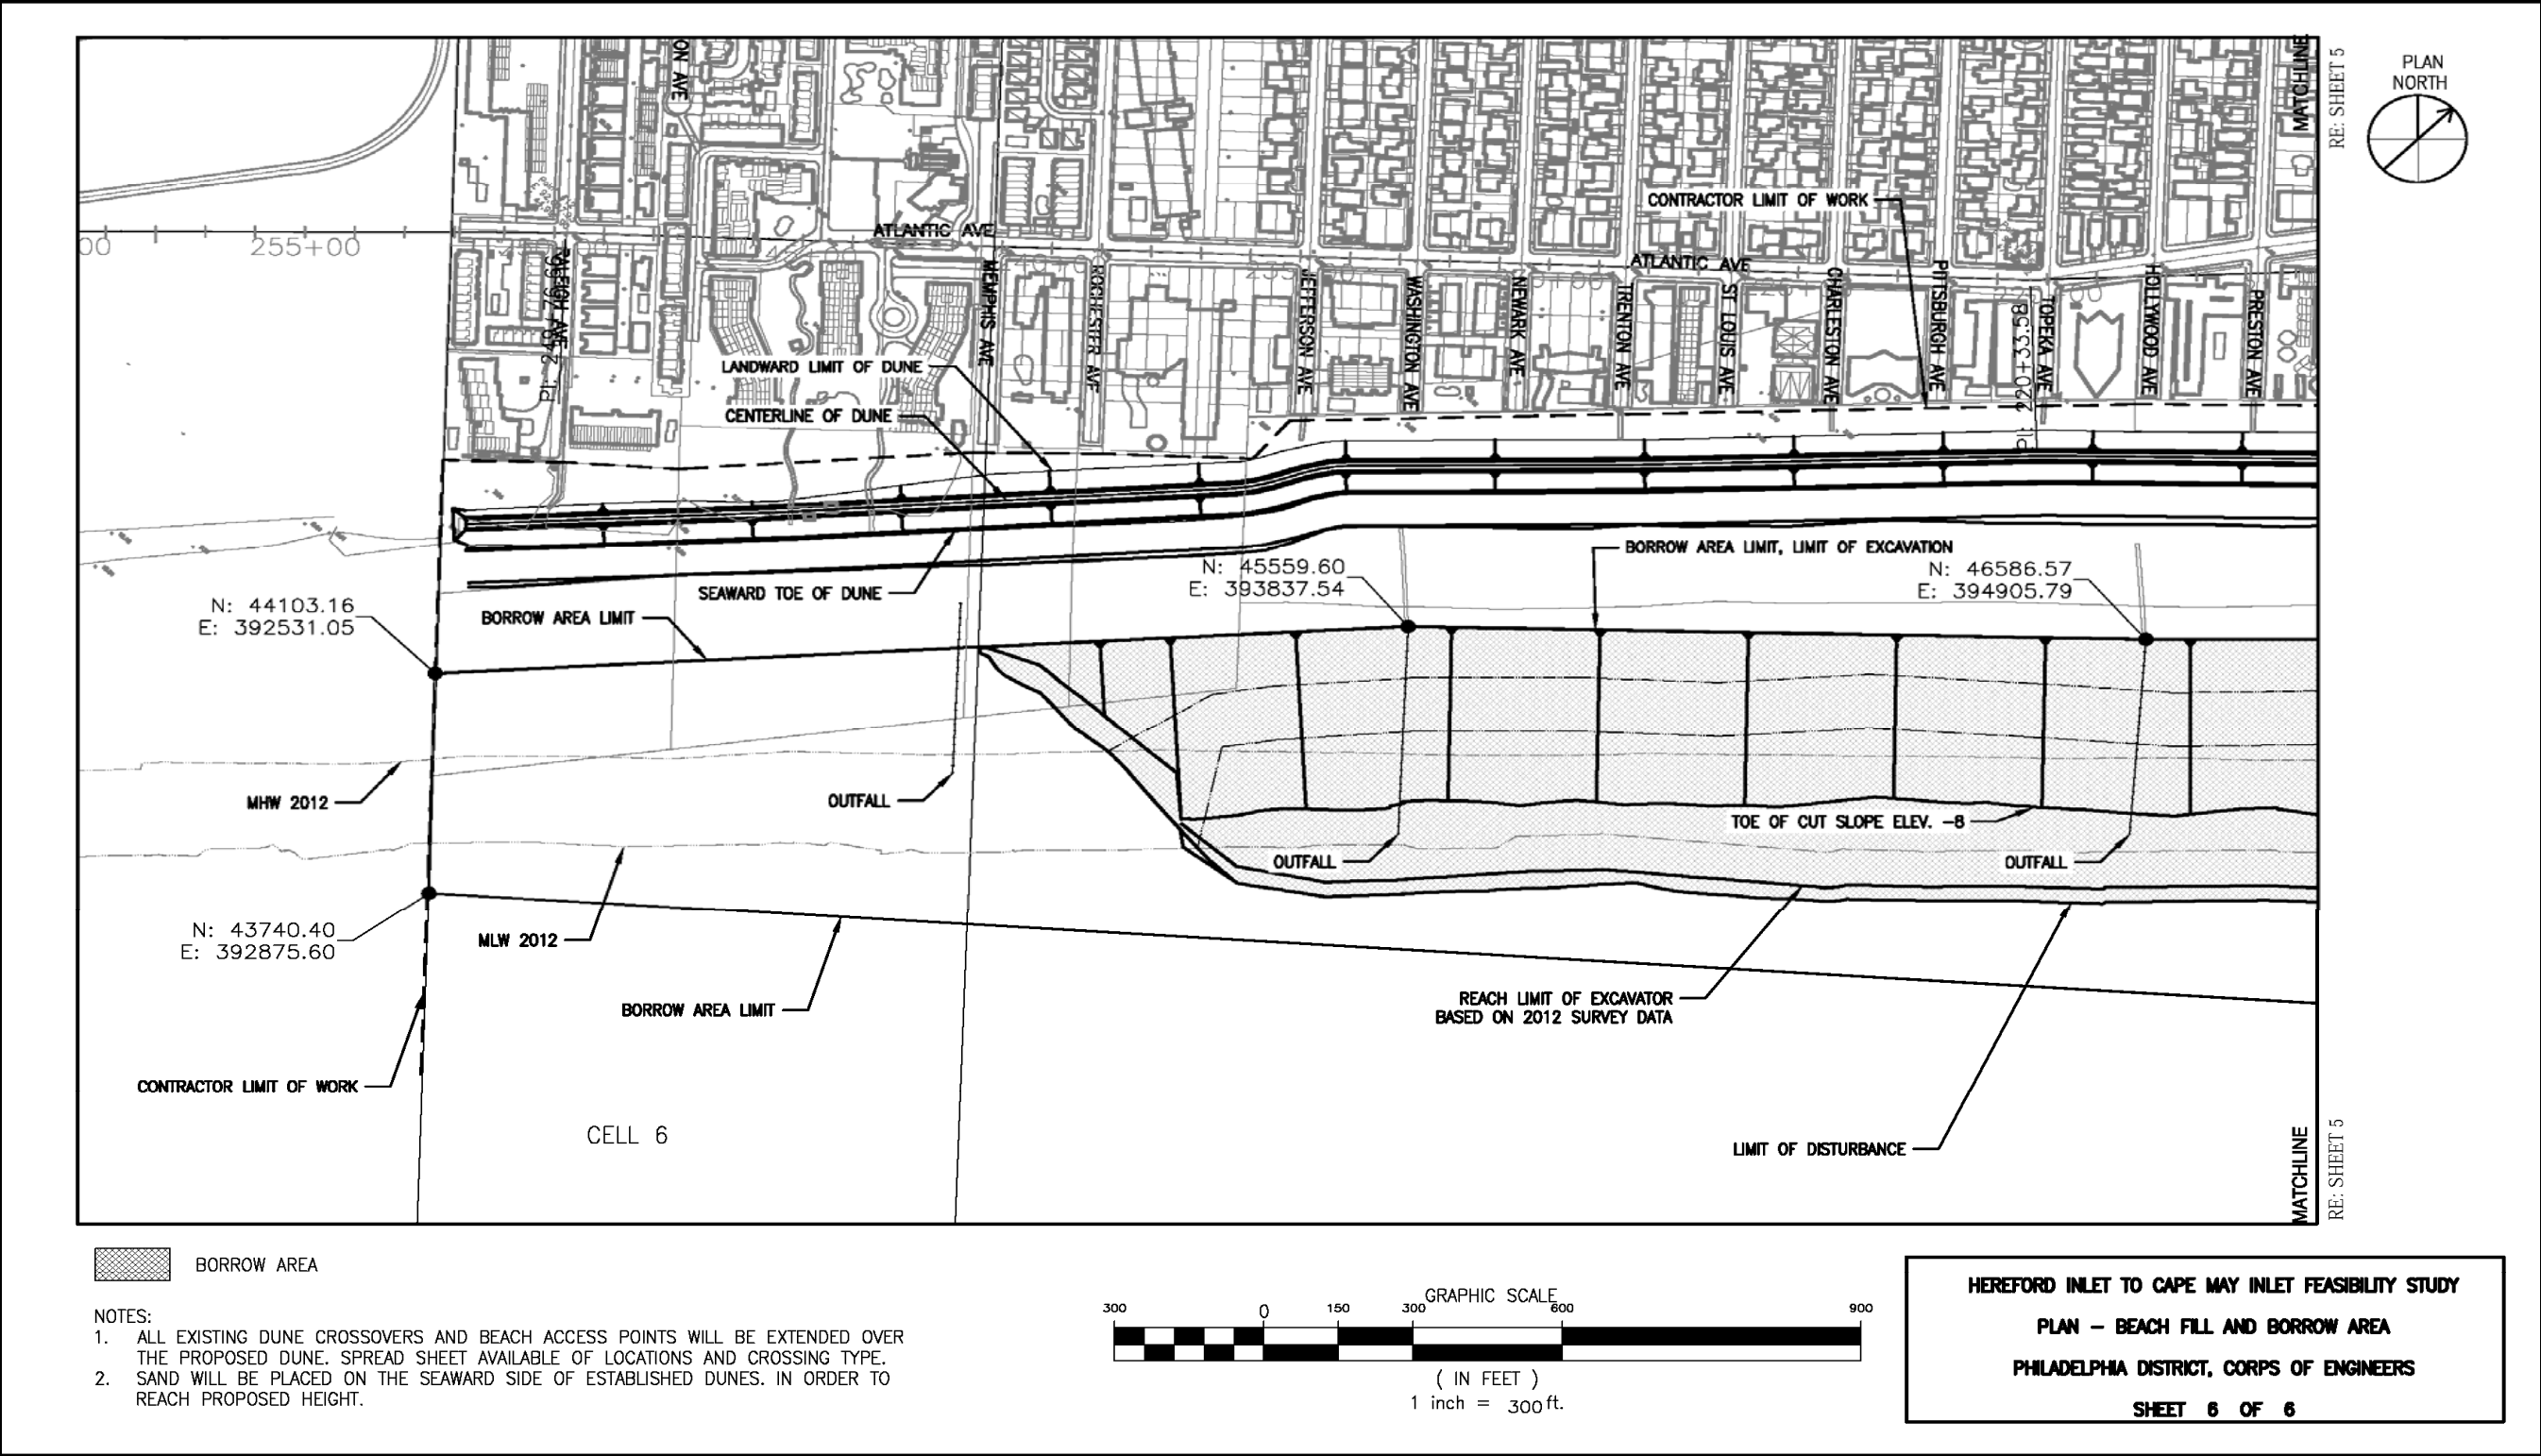 MATCHLINE
RE: SHEET 5
PLAN
NORTH
ON AVE
CONTRACTOR LIMIT OF WORK
ATLANTIC AVE
ATLANTIC AVE
00
255+00
RALEIGH AVE
MEMPHIS AVE
ROCHESTER AVE
JEFFERSON AVE
WASHINGTON AVE
NEWARK AVE
TRENTON AVE
ST LOUIS AVE
CHARLESTON AVE
PITTSBURGH AVE
PI: 220+33.58
TOPEKA AVE
HOLLYWOOD AVE
PRESTON AVE
LANDWARD LIMIT OF DUNE
CENTERLINE OF DUNE
SEAWARD TOE OF DUNE
BORROW AREA LIMIT, LIMIT OF EXCAVATION
N: 45559.60
E: 393837.54
N: 46586.57
E: 394905.79
N: 44103.16
E: 392531.05
BORROW AREA LIMIT
MHW 2012
OUTFALL
TOE OF CUT SLOPE ELEV. -8
OUTFALL
OUTFALL
N: 43740.40
E: 392875.60
MLW 2012
BORROW AREA LIMIT
REACH LIMIT OF EXCAVATOR
BASED ON 2012 SURVEY DATA
CONTRACTOR LIMIT OF WORK
CELL 6
LIMIT OF DISTURBANCE
MATCHLINE
RE: SHEET 5
BORROW AREA
NOTES:
1. ALL EXISTING DUNE CROSSOVERS AND BEACH ACCESS POINTS WILL BE EXTENDED OVER
THE PROPOSED DUNE. SPREAD SHEET AVAILABLE OF LOCATIONS AND CROSSING TYPE.
2. SAND WILL BE PLACED ON THE SEAWARD SIDE OF ESTABLISHED DUNES. IN ORDER TO
REACH PROPOSED HEIGHT.
GRAPHIC SCALE
300 0 150 300 600 900
( IN FEET )
1 inch = 300 ft.
HEREFORD INLET TO CAPE MAY INLET FEASIBILITY STUDY
PLAN – BEACH FILL AND BORROW AREA
PHILADELPHIA DISTRICT, CORPS OF ENGINEERS
SHEET 6 OF 6